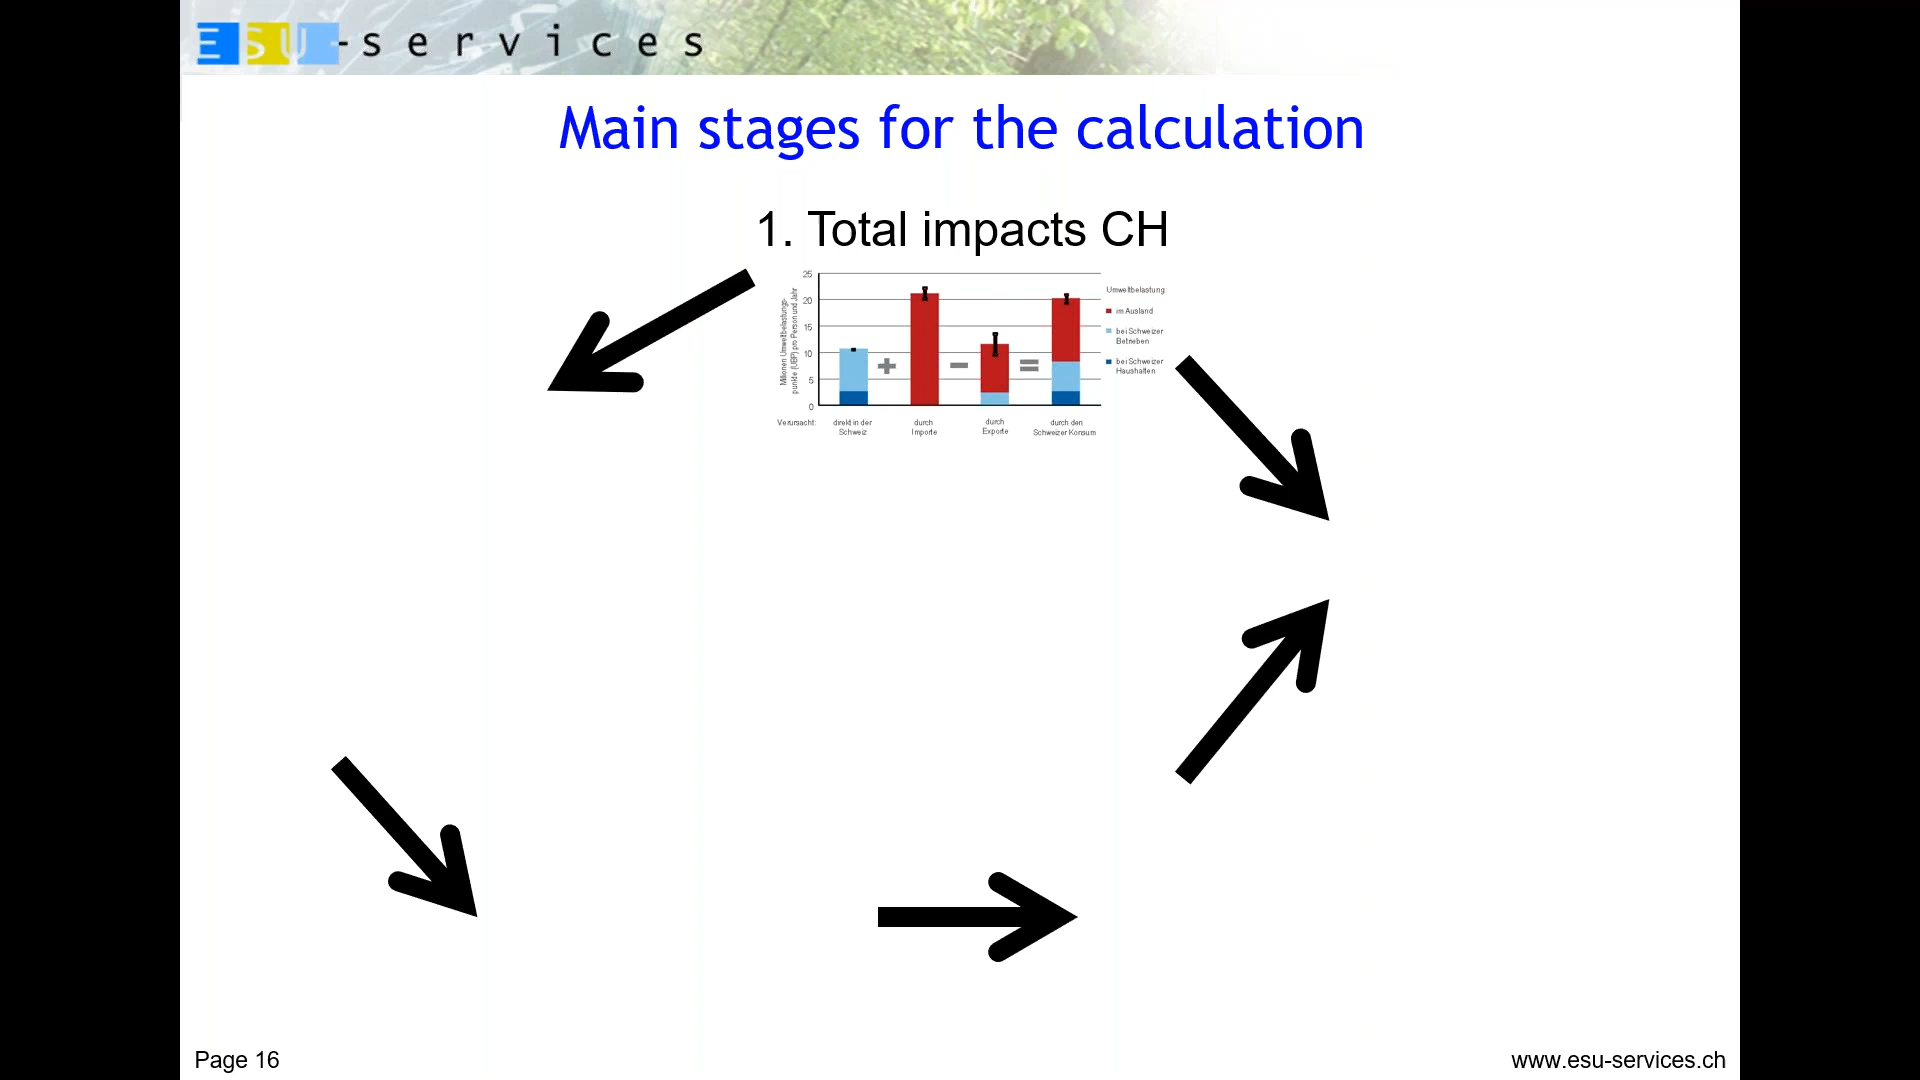 ESU-services
Main stages for the calculation
1. Total impacts CH
25
20
15
10
5
0
Millionen Umweltbelastungs-
punkte (UBP) pro Person und Jahr
+
-
=
Umweltbelastung:
im Ausland
bei Schweizer
Betrieben
bei Schweizer
Haushalten
Verursacht:
direkt in der
Schweiz
durch
Importe
durch
Exporte
durch den
Schweizer Konsum
Page 16
www.esu-services.ch